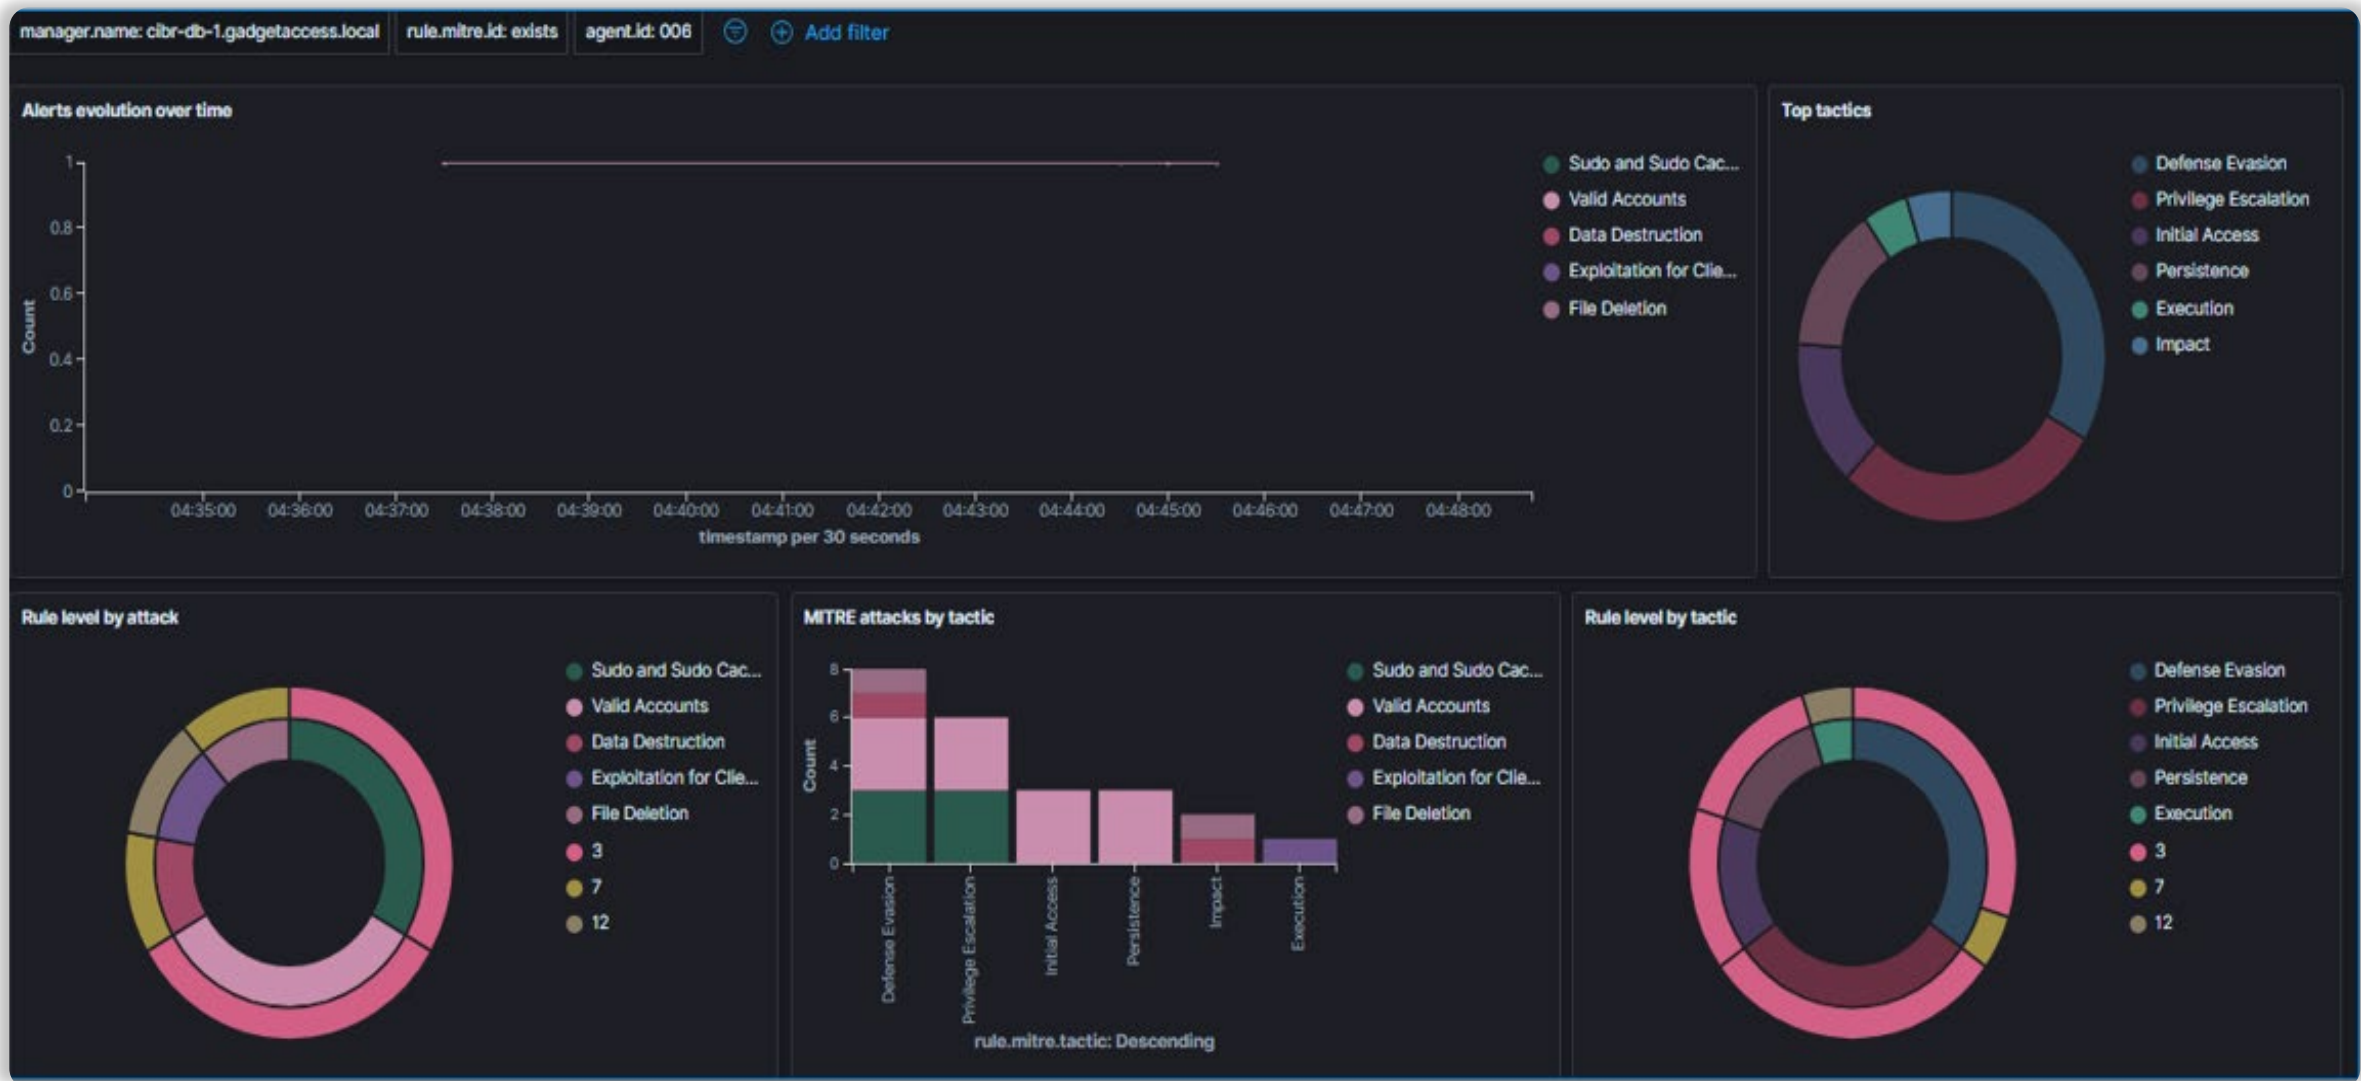 manager.name: cibr-db-1.gadgetaccess.local
rule.mitre.id: exists
agent.id: 006
Add filter
Alerts evolution over time
1
0.8
0.6
0.4
0.2
0
Count
04:35:00 04:36:00 04:37:00 04:38:00 04:39:00 04:40:00 04:41:00 04:42:00 04:43:00 04:44:00 04:45:00 04:46:00 04:47:00 04:48:00
timestamp per 30 seconds
Sudo and Sudo Cac...
Valid Accounts
Data Destruction
Exploitation for Clie...
File Deletion
Top tactics
Defense Evasion
Privilege Escalation
Initial Access
Persistence
Execution
Impact
Rule level by attack
Sudo and Sudo Cac...
Valid Accounts
Data Destruction
Exploitation for Clie...
File Deletion
3
7
12
MITRE attacks by tactic
8
6
4
2
0
Count
Defense Evasion
Privilege Escalation
Initial Access
Persistence
Impact
Execution
rule.mitre.tactic: Descending
Sudo and Sudo Cac...
Valid Accounts
Data Destruction
Exploitation for Clie...
File Deletion
Rule level by tactic
Defense Evasion
Privilege Escalation
Initial Access
Persistence
Execution
3
7
12